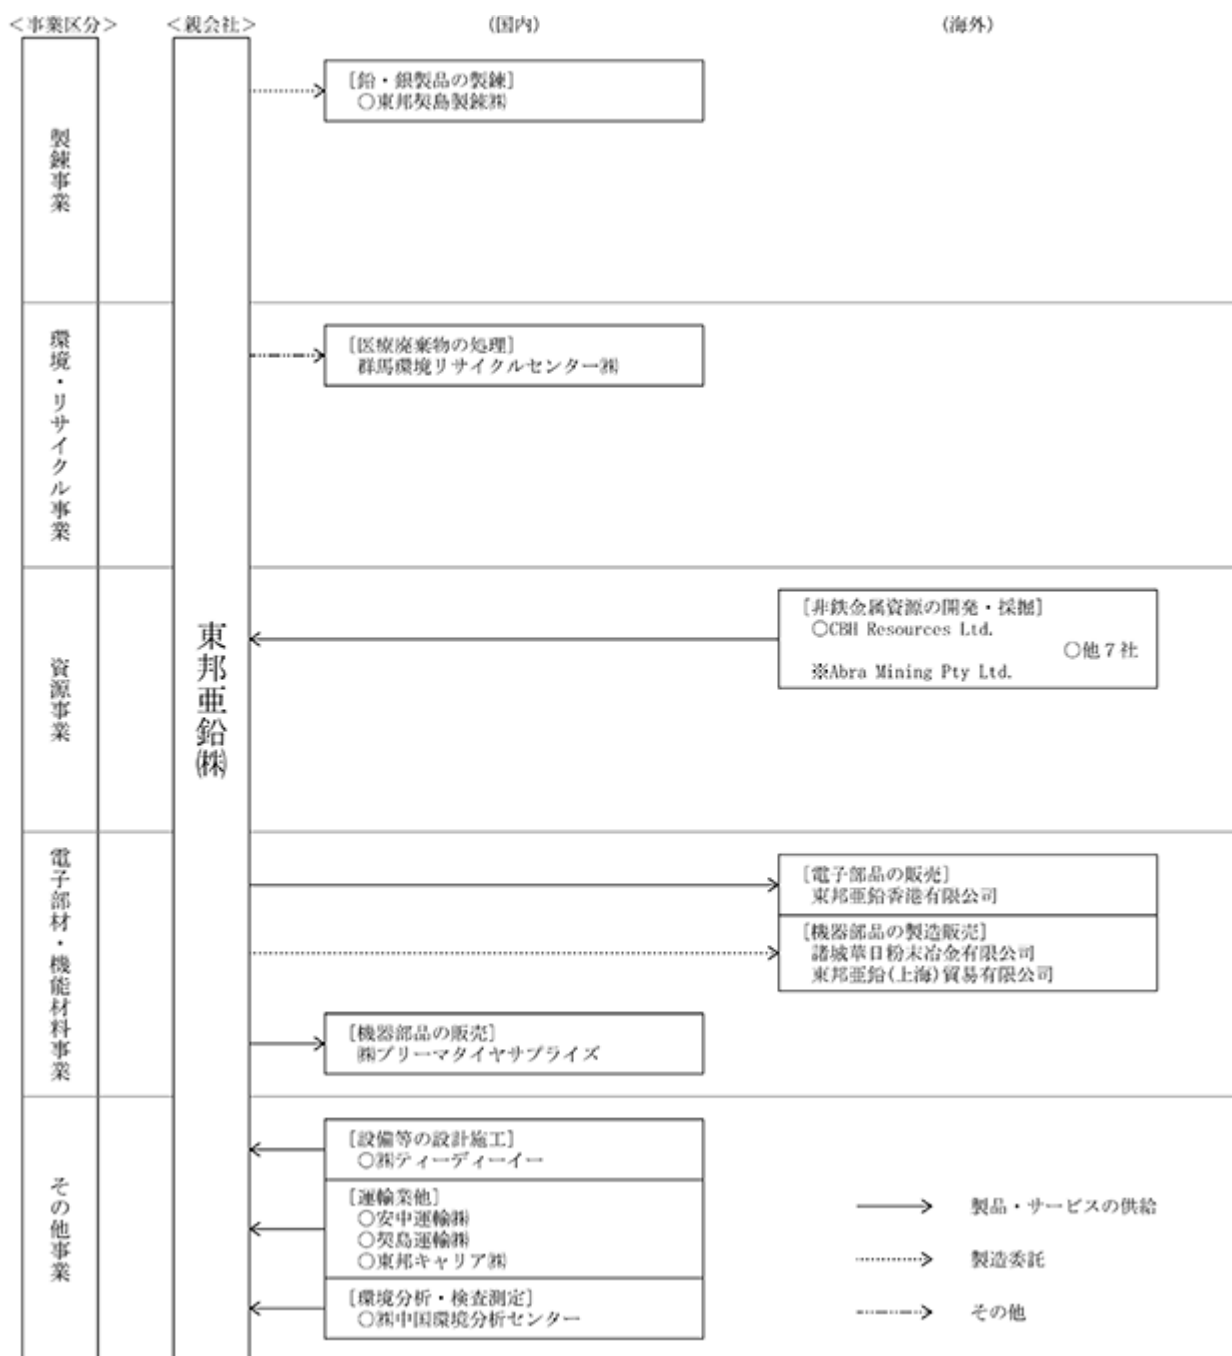 ＜事業区分＞
＜親会社＞
(国内)
(海外)
製錬事業
[鉛・銀製品の製錬]
○東邦契島製錬㈱
環境・リサイクル事業
[医療廃棄物の処理]
群馬環境リサイクルセンター㈱
東邦亜鉛㈱
資源事業
[非鉄金属資源の開発・採掘]
○CBH Resources Ltd.
○他７社
※Abra Mining Pty Ltd.
電子部材・機能材料事業
[電子部品の販売]
東邦亜鉛香港有限公司
[機器部品の製造販売]
諸城華日粉末冶金有限公司
東邦亜鉛(上海)貿易有限公司
[機器部品の販売]
㈱プリーマタイヤサプライズ
その他事業
[設備等の設計施工]
○㈱ティーディーイー
[運輸業他]
○安中運輸㈱
○契島運輸㈱
○東邦キャリア㈱
[環境分析・検査測定]
○㈱中国環境分析センター
製品・サービスの供給
製造委託
その他